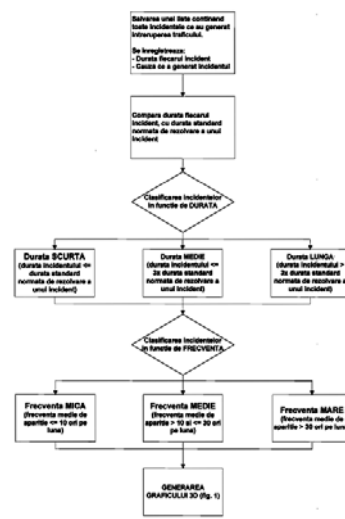 Salvarea unei liste continand
toate incidentele ce au generat
intreruperea traficului.
Se inregistreaza:
- Durata fiecarui incident
- Cauza ce a generat incidentul
Compara durata fiecarui
incident, cu durata standard
normata de rezolvare a unui
incident
Clasificarea incidentelor
in functie de DURATA
Durata SCURTA
(durata incidentului <=
durata standard
normata de rezolvare a
unui incident)
Durata MEDIE
(durata incidentului <=
2x durata standard
normata de rezolvare a
unui incident)
Durata LUNGA
(durata incidentului >
2x durata standard
normata de rezolvare a
unui incident)
Clasificarea incidentelor
in functie de FRECVENTA
Frecventa MICA
(frecventa medie de
aparitie <= 10 ori pe
luna)
Frecventa MEDIE
(frecventa medie de
aparitie > 10 si <= 30 ori
pe luna)
Frecventa MARE
(frecventa medie de
aparitie > 30 ori pe luna)
GENERAREA
GRAFICULUI 3D (fig. 1)